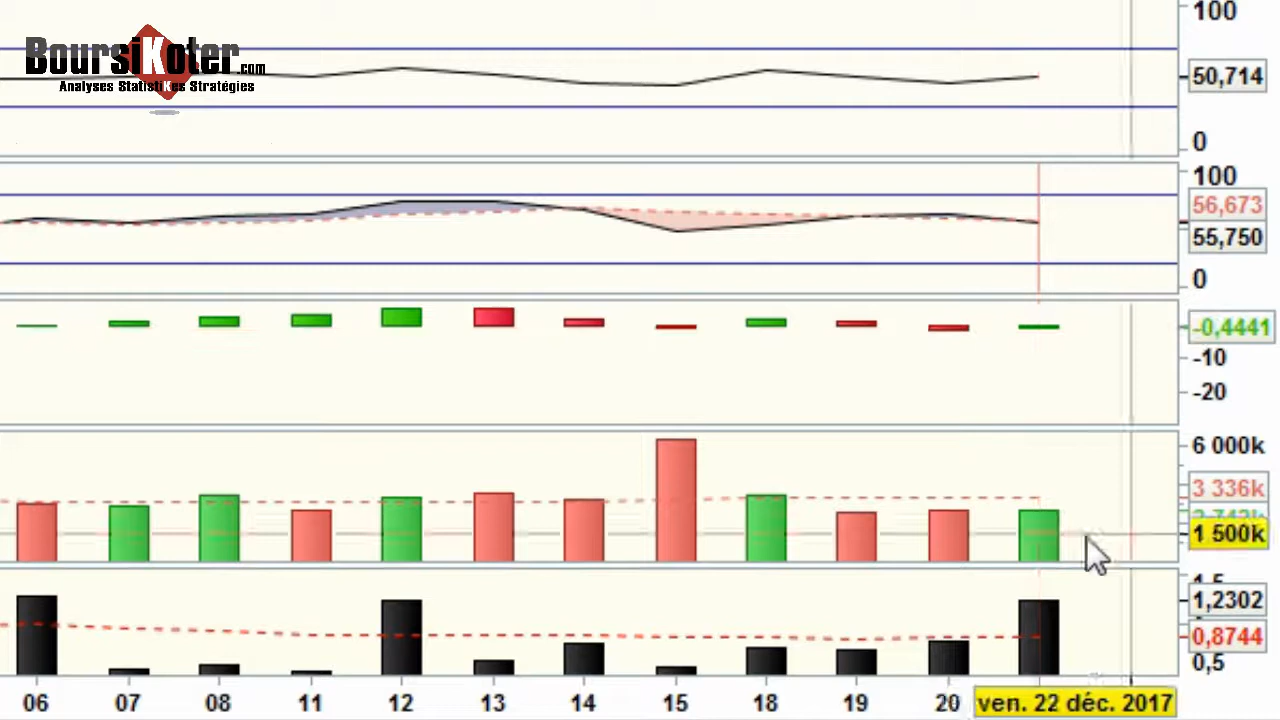 BoursiKoter.com
Analyses StatistiKes Stratégies
100
50,714
0
100
56,673
55,750
0
-0,4441
-10
-20
6 000k
3 336k
1 500k
1,2302
0,8744
0,5
06 07 08 11 12 13 14 15 18 19 20 ven. 22 déc. 2017